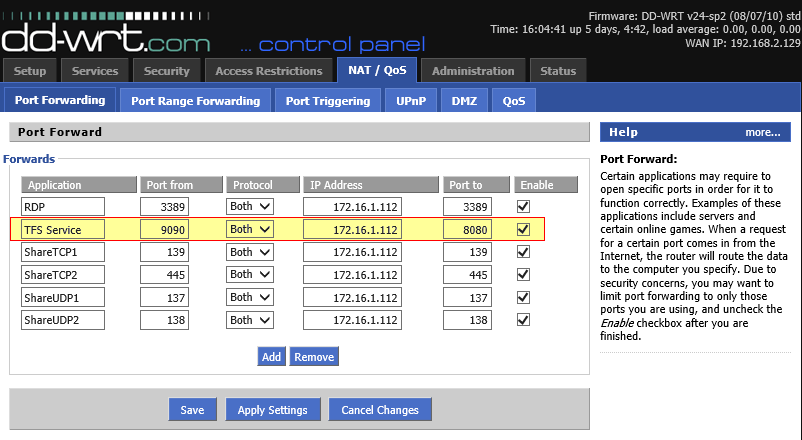 Firmware: DD-WRT v24-sp2 (08/07/10) std
Time: 16:04:41 up 5 days, 4:42, load average: 0.00, 0.00, 0.00
WAN IP: 192.168.2.129
dd-wrt.com ... control panel
Setup Services Security Access Restrictions NAT / QoS Administration Status
Port Forwarding Port Range Forwarding Port Triggering UPnP DMZ QoS
Port Forward
Forwards
Application Port from Protocol IP Address Port to Enable
RDP 3389 Both 172.16.1.112 3389
TFS Service 9090 Both 172.16.1.112 8080
ShareTCP1 139 Both 172.16.1.112 139
ShareTCP2 445 Both 172.16.1.112 445
ShareUDP1 137 Both 172.16.1.112 137
ShareUDP2 138 Both 172.16.1.112 138
Add Remove
Save Apply Settings Cancel Changes
Help more...
Port Forward:
Certain applications may require to
open specific ports in order for it to
function correctly. Examples of these
applications include servers and
certain online games. When a request
for a certain port comes in from the
Internet, the router will route the data
to the computer you specify. Due to
security concerns, you may want to
limit port forwarding to only those
ports you are using, and uncheck the
Enable checkbox after you are
finished.